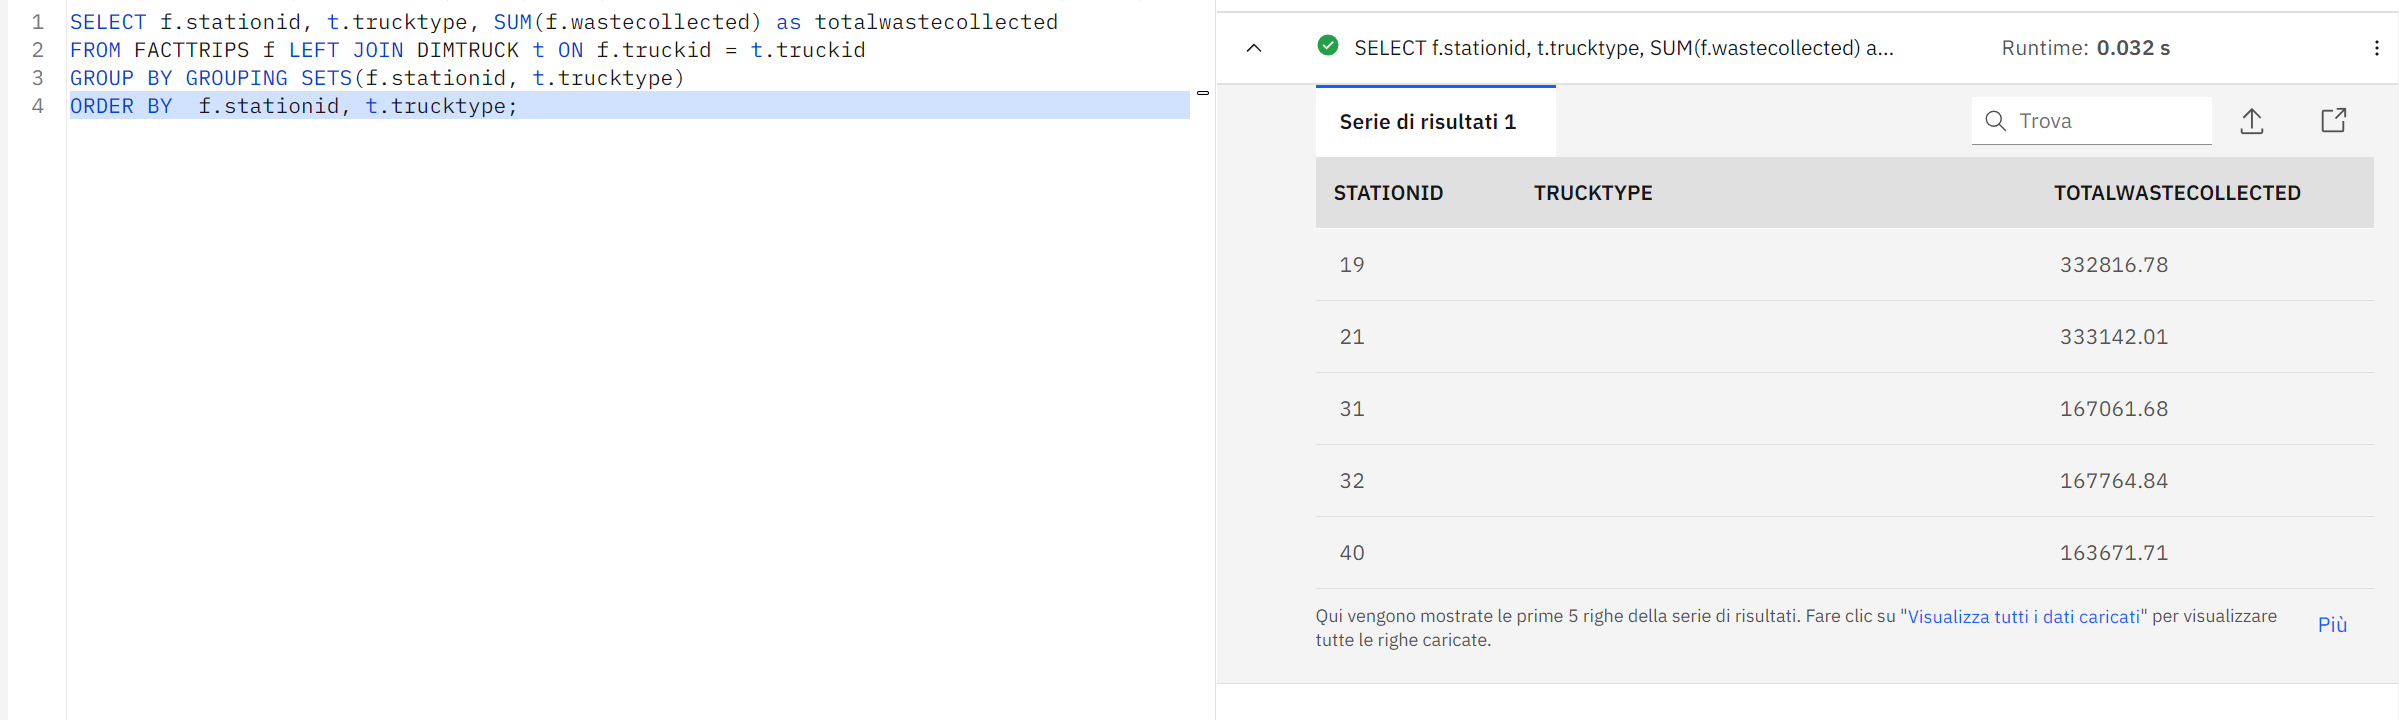 1 SELECT f.stationid, t.trucktype, SUM(f.wastecollected) as totalwastecollected
2 FROM FACTTRIPS f LEFT JOIN DIMTRUCK t ON f.truckid = t.truckid
3 GROUP BY GROUPING SETS(f.stationid, t.trucktype)
4 ORDER BY  f.stationid, t.trucktype;
SELECT f.stationid, t.trucktype, SUM(f.wastecollected) a... Runtime: 0.032 s
Serie di risultati 1 Trova
STATIONID TRUCKTYPE TOTALWASTECOLLECTED
19 332816.78
21 333142.01
31 167061.68
32 167764.84
40 163671.71
Qui vengono mostrate le prime 5 righe della serie di risultati. Fare clic su "Visualizza tutti i dati caricati" per visualizzare
tutte le righe caricate.
Più